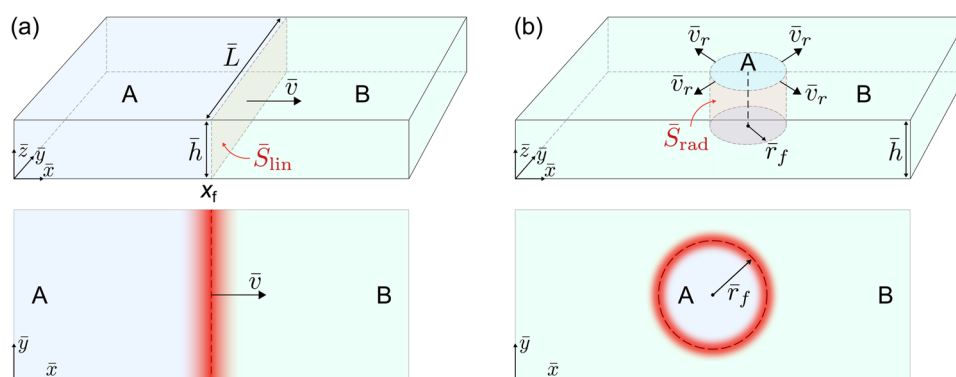 (a)
L̄
A
B
v̄
h̄
S̄lin
z̄
ȳ
x̄
xf
A
v̄
B
ȳ
x̄
(b)
v̄r
v̄r
A
v̄r
v̄r
B
S̄rad
r̄f
h̄
z̄
ȳ
x̄
A
r̄f
B
ȳ
x̄